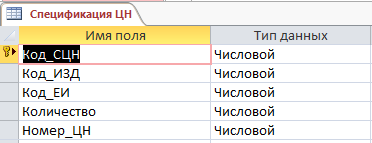 Спецификация ЦН
Имя поля Тип данных
Код_СЦН Числовой
Код_ИЗД Числовой
Код_ЕИ Числовой
Количество Числовой
Номер_ЦН Числовой